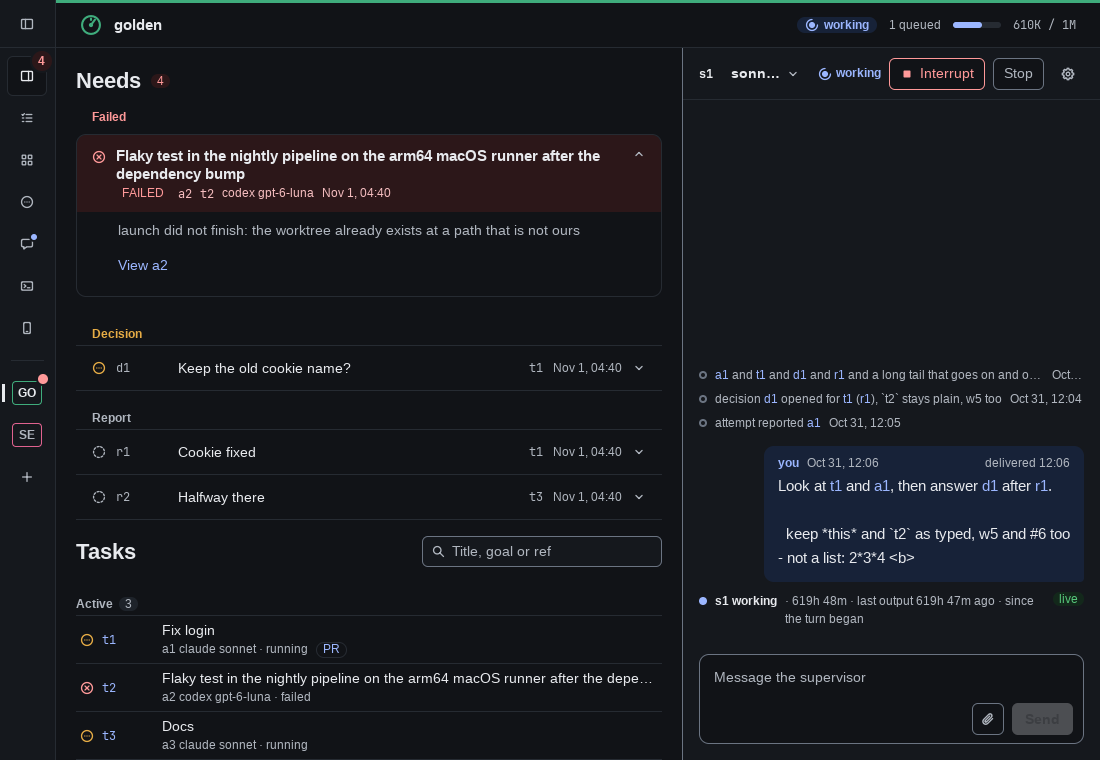 golden
working
1 queued
610K / 1M
4
GO
SE
Needs 4
Failed
Flaky test in the nightly pipeline on the arm64 macOS runner after the
dependency bump
FAILED a2 t2 codex gpt-6-luna Nov 1, 04:40
launch did not finish: the worktree already exists at a path that is not ours
View a2
Decision
d1 Keep the old cookie name? t1 Nov 1, 04:40
Report
r1 Cookie fixed t1 Nov 1, 04:40
r2 Halfway there t3 Nov 1, 04:40
Tasks
Title, goal or ref
Active 3
t1 Fix login
a1 claude sonnet · running PR
t2 Flaky test in the nightly pipeline on the arm64 macOS runner after the depe…
a2 codex gpt-6-luna · failed
t3 Docs
a3 claude sonnet · running
s1 sonn… working Interrupt Stop
a1 and t1 and d1 and r1 and a long tail that goes on and o… Oct…
decision d1 opened for t1 (r1), `t2` stays plain, w5 too Oct 31, 12:04
attempt reported a1 Oct 31, 12:05
you Oct 31, 12:06 delivered 12:06
Look at t1 and a1, then answer d1 after r1.
keep *this* and `t2` as typed, w5 and #6 too
- not a list: 2*3*4 <b>
s1 working · 619h 48m · last output 619h 47m ago · since
the turn began
live
Message the supervisor
Send